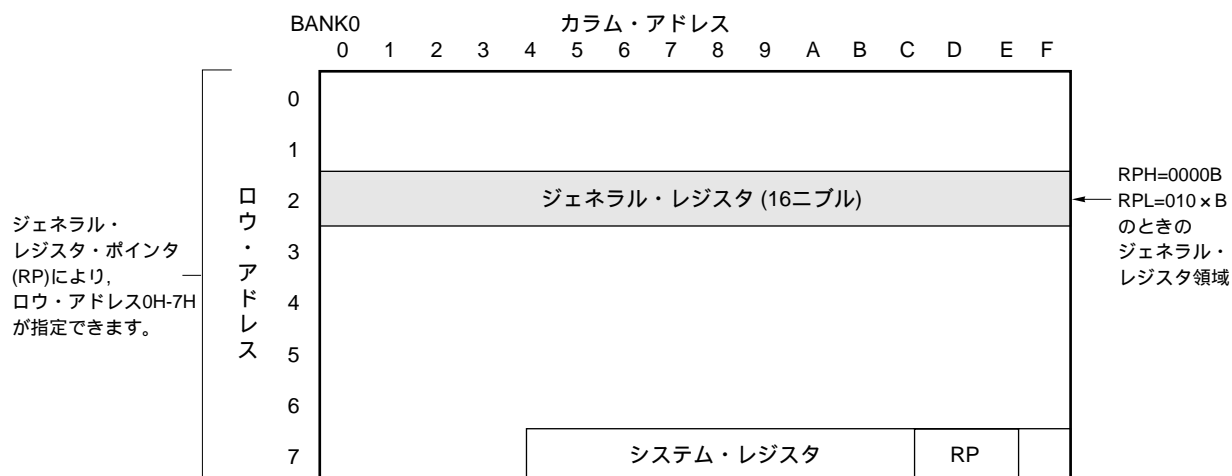 BANK0
カラム・アドレス
0 1 2 3 4 5 6 7 8 9 A B C D E F
ロウ・アドレス
0
1
2
3
4
5
6
7
ジェネラル・レジスタ (16ニブル)
システム・レジスタ
RP
ジェネラル・
レジスタ・ポインタ
(RP)により,
ロウ・アドレス0H-7H
が指定できます。
RPH=0000B
RPL=010×B
のときの
ジェネラル・
レジスタ領域